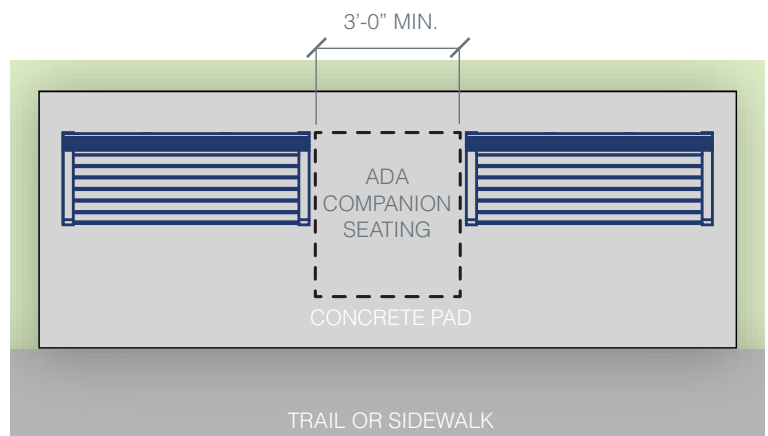 3’-0” MIN.
ADA
COMPANION
SEATING
CONCRETE PAD
TRAIL OR SIDEWALK